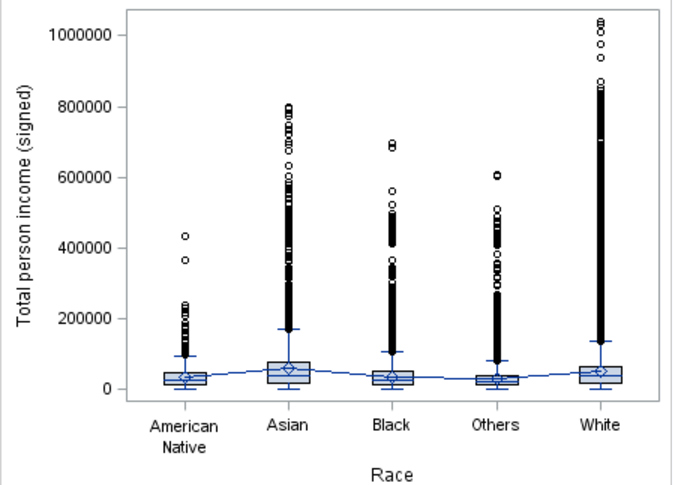 Total person income (signed)
1000000
800000
600000
400000
200000
0
American
Native
Asian
Black
Others
White
Race